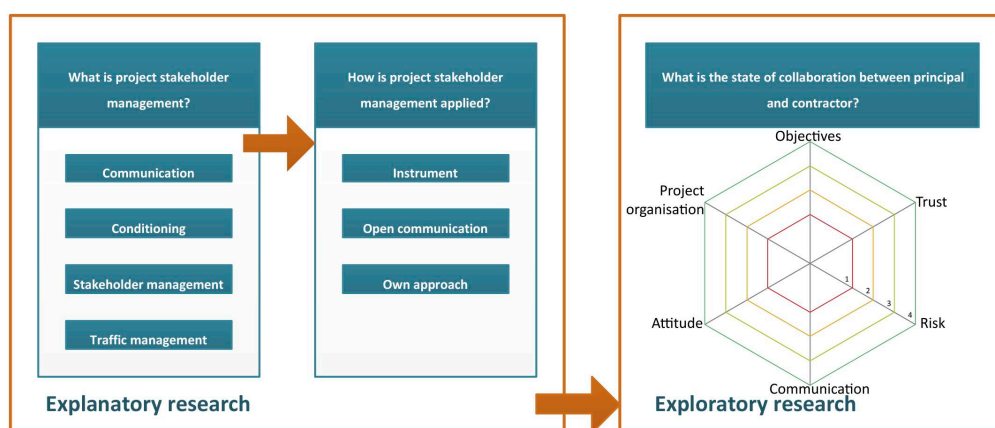 What is project stakeholder
management?
Communication
Conditioning
Stakeholder management
Traffic management
How is project stakeholder
management applied?
Instrument
Open communication
Own approach
Explanatory research
What is the state of collaboration between principal
and contractor?
Objectives
Project
organisation
Trust
1
2
3
4
Attitude
Risk
Communication
Exploratory research